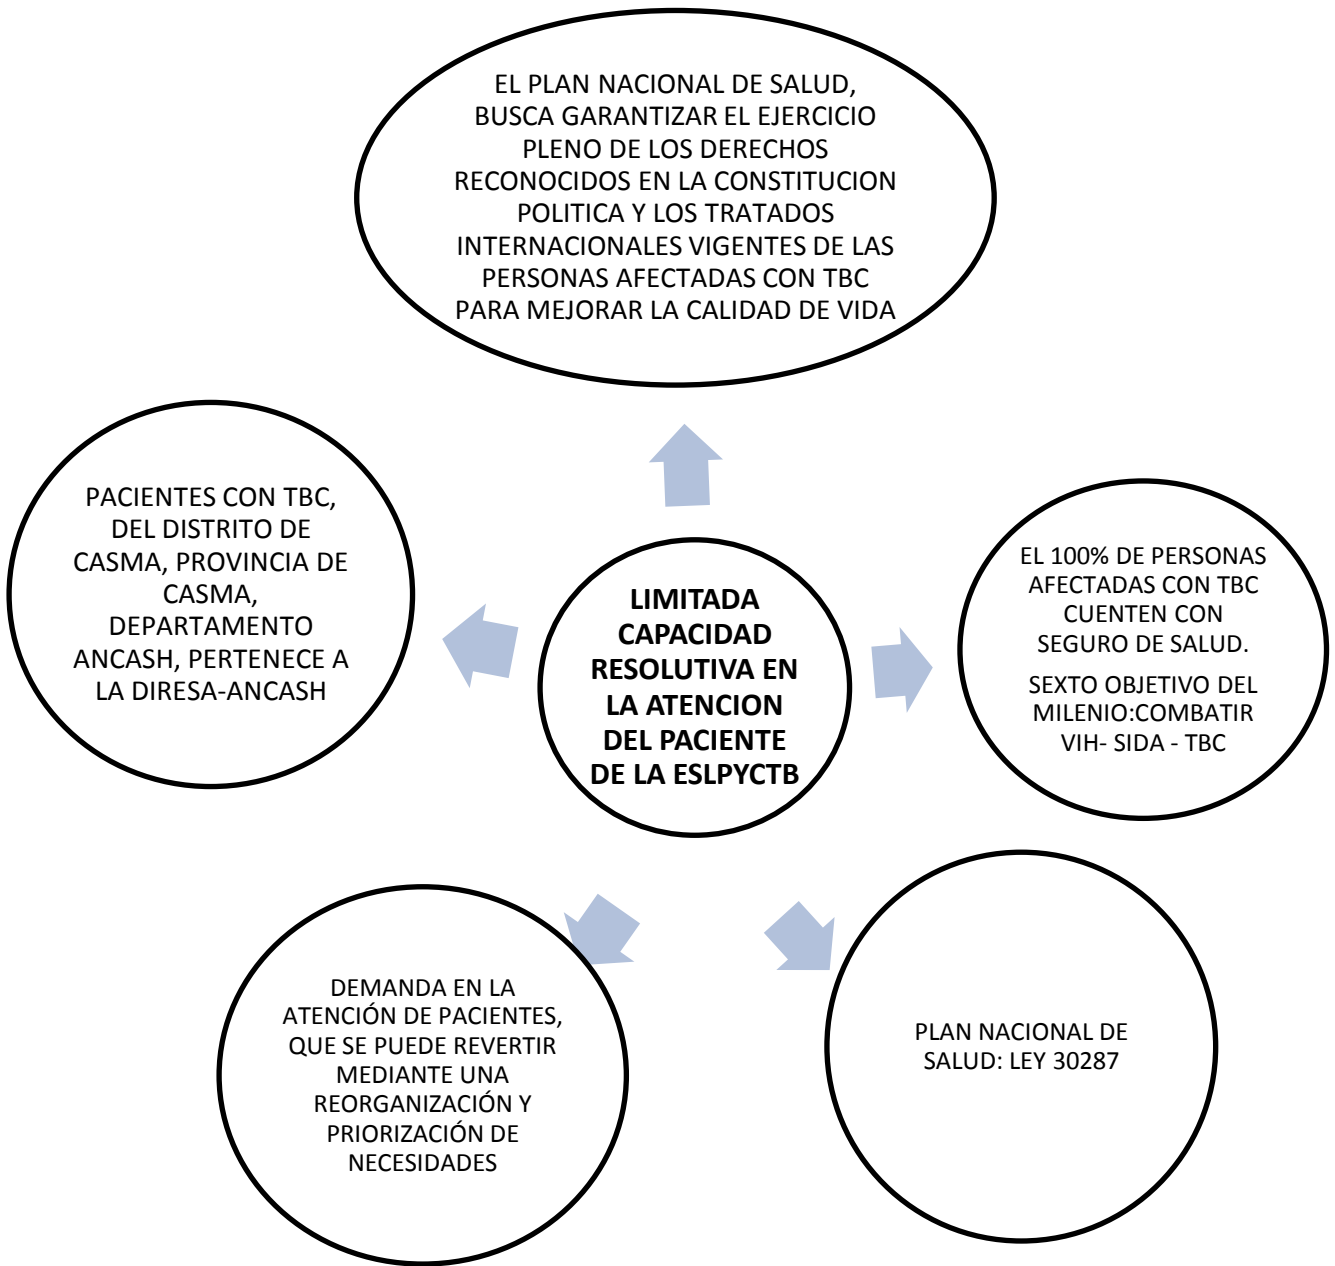 EL PLAN NACIONAL DE SALUD,
BUSCA GARANTIZAR EL EJERCICIO
PLENO DE LOS DERECHOS
RECONOCIDOS EN LA CONSTITUCION
POLITICA Y LOS TRATADOS
INTERNACIONALES VIGENTES DE LAS
PERSONAS AFECTADAS CON TBC
PARA MEJORAR LA CALIDAD DE VIDA
PACIENTES CON TBC,
DEL DISTRITO DE
CASMA, PROVINCIA DE
CASMA,
DEPARTAMENTO
ANCASH, PERTENECE A
LA DIRESA-ANCASH
LIMITADA
CAPACIDAD
RESOLUTIVA EN
LA ATENCION
DEL PACIENTE
DE LA ESLPYCTB
EL 100% DE PERSONAS
AFECTADAS CON TBC
CUENTEN CON
SEGURO DE SALUD.
SEXTO OBJETIVO DEL
MILENIO:COMBATIR
VIH- SIDA - TBC
DEMANDA EN LA
ATENCIÓN DE PACIENTES,
QUE SE PUEDE REVERTIR
MEDIANTE UNA
REORGANIZACIÓN Y
PRIORIZACIÓN DE
NECESIDADES
PLAN NACIONAL DE
SALUD: LEY 30287